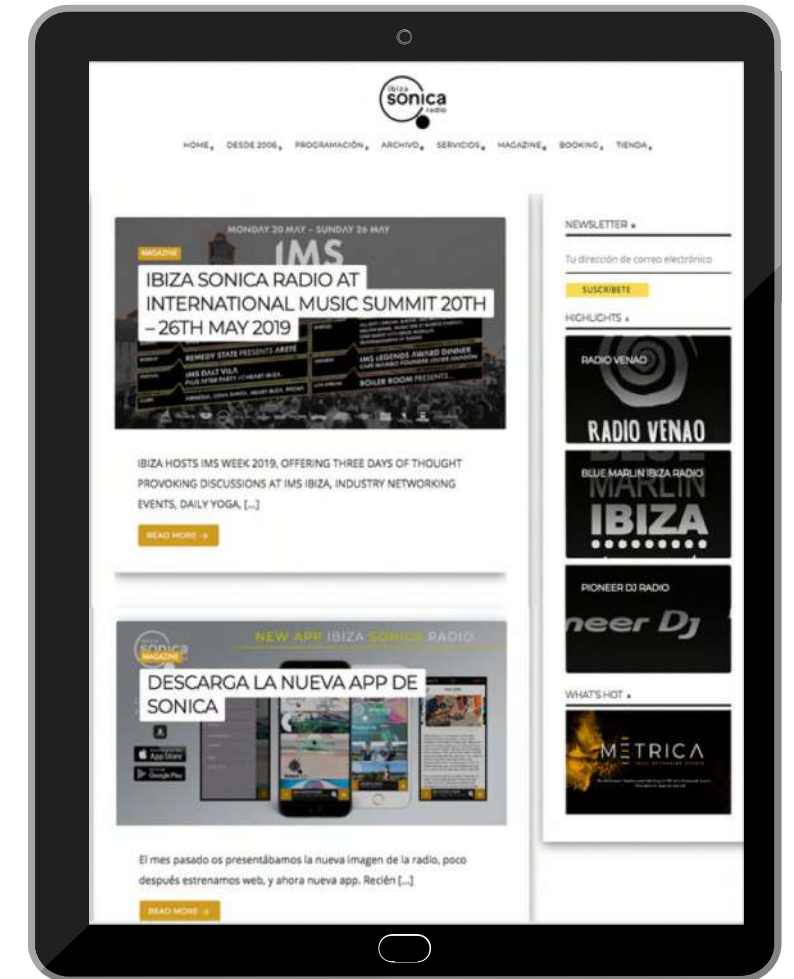 ibiza
sonica
radio
HOME DESDE 2006 PROGRAMACIÓN ARCHIVO SERVICIOS MAGAZINE BOOKING TIENDA
MONDAY 20 MAY – SUNDAY 26 MAY
IMS
MAGAZINE
IBIZA SONICA RADIO AT
INTERNATIONAL MUSIC SUMMIT 20TH
– 26TH MAY 2019
REMEDY STATE PRESENTS ARETÉ
IMS LEGENDS AWARD DINNER
IMS DALT VILA
BOILER ROOM PRESENTS...
IBIZA HOSTS IMS WEEK 2019, OFFERING THREE DAYS OF THOUGHT
PROVOKING DISCUSSIONS AT IMS IBIZA, INDUSTRY NETWORKING
EVENTS, DAILY YOGA, [...]
READ MORE →
NEW APP IBIZA SONICA RADIO
SONICA
MAGAZINE
DESCARGA LA NUEVA APP DE
SONICA
App Store
Google Play
El mes pasado os presentábamos la nueva imagen de la radio, poco
después estrenamos web, y ahora nueva app. Recién [...]
READ MORE →
NEWSLETTER
Tu dirección de correo electrónico
SUSCRÍBETE
HIGHLIGHTS
RADIO VENAO
RADIO VENAO
BLUE MARLIN IBIZA RADIO
BLUE
MARLIN
IBIZA
PIONEER DJ RADIO
neer Dj
WHAT'S HOT
METRICA